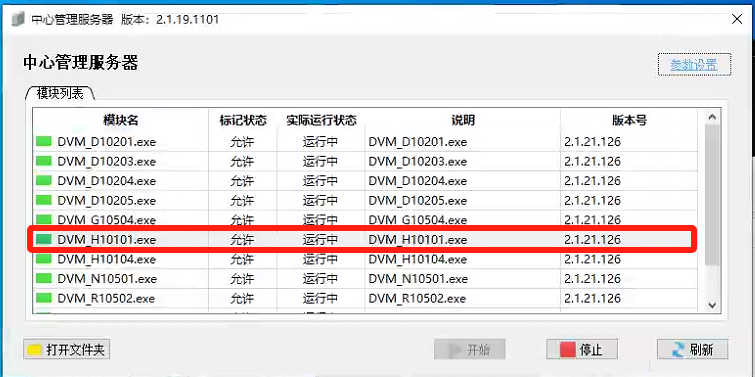 中心管理服务器 版本：2.1.19.1101
中心管理服务器
参数设置
模块列表
模块名 标记状态 实际运行状态 说明 版本号
DVM_D10201.exe 允许 运行中 DVM_D10201.exe 2.1.21.126
DVM_D10203.exe 允许 运行中 DVM_D10203.exe 2.1.21.126
DVM_D10204.exe 允许 运行中 DVM_D10204.exe 2.1.21.126
DVM_D10205.exe 允许 运行中 DVM_D10205.exe 2.1.21.126
DVM_G10504.exe 允许 运行中 DVM_G10504.exe 2.1.21.126
DVM_H10101.exe 允许 运行中 DVM_H10101.exe 2.1.21.126
DVM_H10104.exe 允许 运行中 DVM_H10104.exe 2.1.21.126
DVM_N10501.exe 允许 运行中 DVM_N10501.exe 2.1.21.126
DVM_R10502.exe 允许 运行中 DVM_R10502.exe 2.1.21.126
打开文件夹 开始 停止 刷新